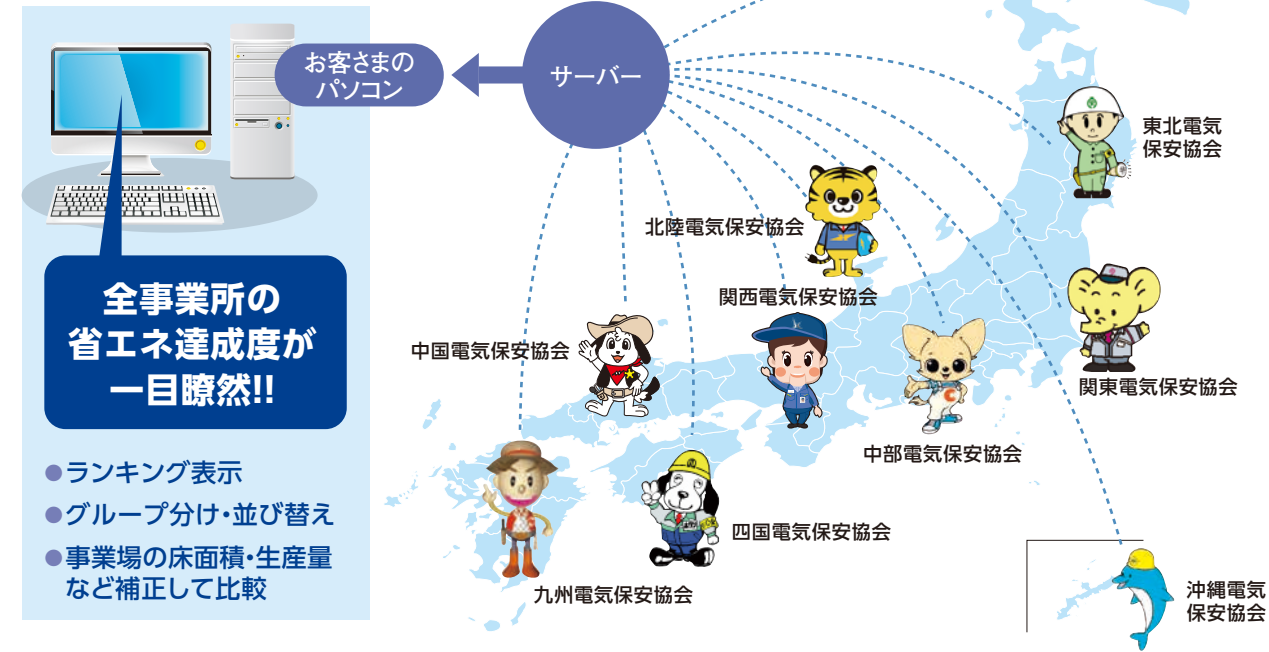 お客さまの
パソコン
サーバー
全事業所の
省エネ達成度が
一目瞭然!!
●ランキング表示
●グループ分け・並び替え
●事業場の床面積・生産量
など補正して比較
東北電気
保安協会
北陸電気保安協会
関西電気保安協会
中国電気保安協会
関東電気保安協会
中部電気保安協会
四国電気保安協会
九州電気保安協会
沖縄電気
保安協会